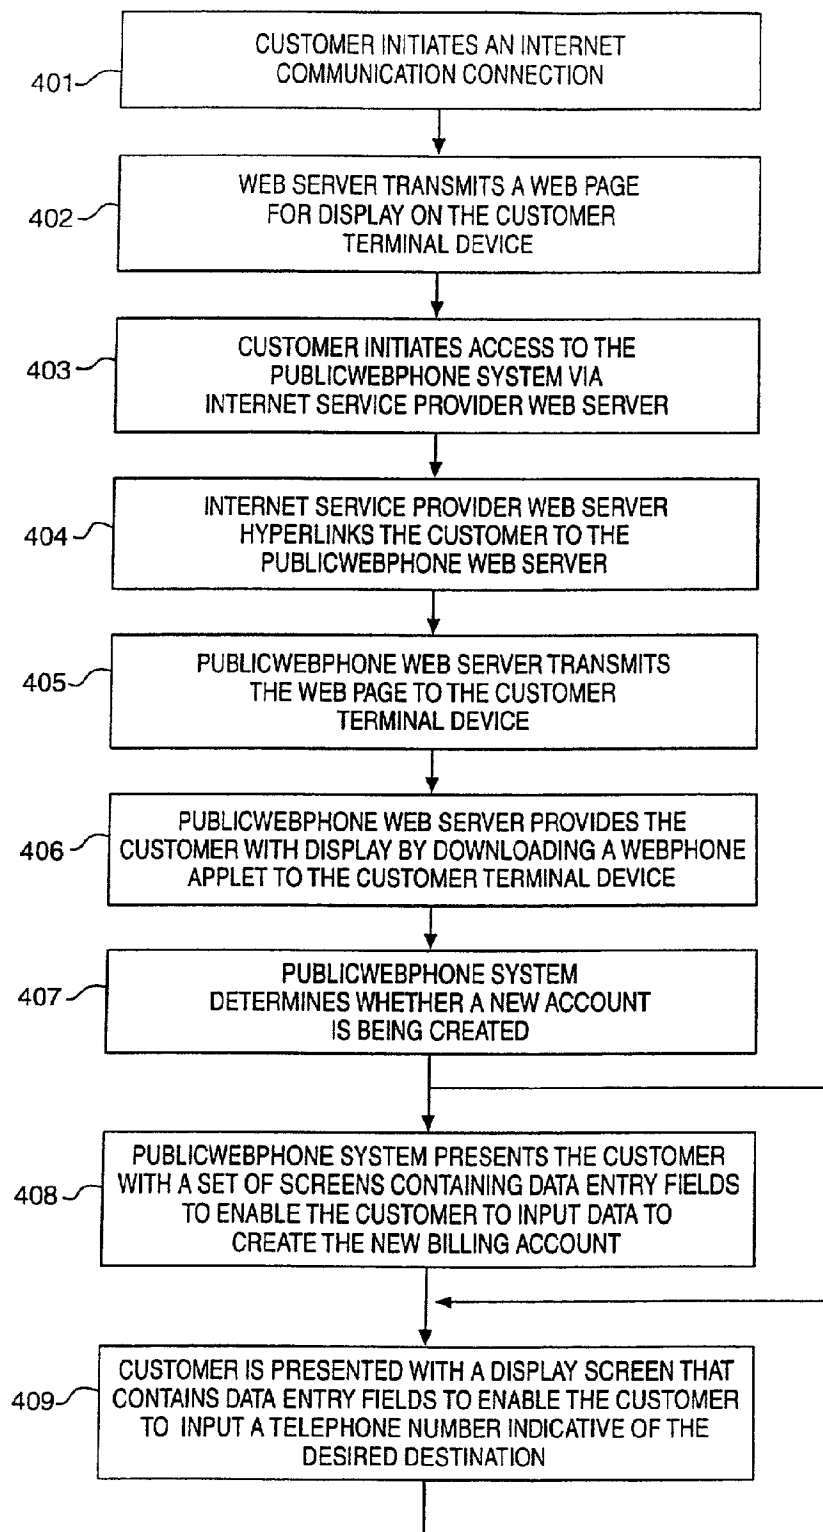 CUSTOMER INITIATES AN INTERNET
COMMUNICATION CONNECTION
401
WEB SERVER TRANSMITS A WEB PAGE
FOR DISPLAY ON THE CUSTOMER
TERMINAL DEVICE
402
CUSTOMER INITIATES ACCESS TO THE
PUBLICWEBPHONE SYSTEM VIA
INTERNET SERVICE PROVIDER WEB SERVER
403
INTERNET SERVICE PROVIDER WEB SERVER
HYPERLINKS THE CUSTOMER TO THE
PUBLICWEBPHONE WEB SERVER
404
PUBLICWEBPHONE WEB SERVER TRANSMITS
THE WEB PAGE TO THE CUSTOMER
TERMINAL DEVICE
405
PUBLICWEBPHONE WEB SERVER PROVIDES THE
CUSTOMER WITH DISPLAY BY DOWNLOADING A WEBPHONE
APPLET TO THE CUSTOMER TERMINAL DEVICE
406
PUBLICWEBPHONE SYSTEM
DETERMINES WHETHER A NEW ACCOUNT
IS BEING CREATED
407
PUBLICWEBPHONE SYSTEM PRESENTS THE CUSTOMER
WITH A SET OF SCREENS CONTAINING DATA ENTRY FIELDS
TO ENABLE THE CUSTOMER TO INPUT DATA TO
CREATE THE NEW BILLING ACCOUNT
408
CUSTOMER IS PRESENTED WITH A DISPLAY SCREEN THAT
CONTAINS DATA ENTRY FIELDS TO ENABLE THE CUSTOMER
TO INPUT A TELEPHONE NUMBER INDICATIVE OF THE
DESIRED DESTINATION
409